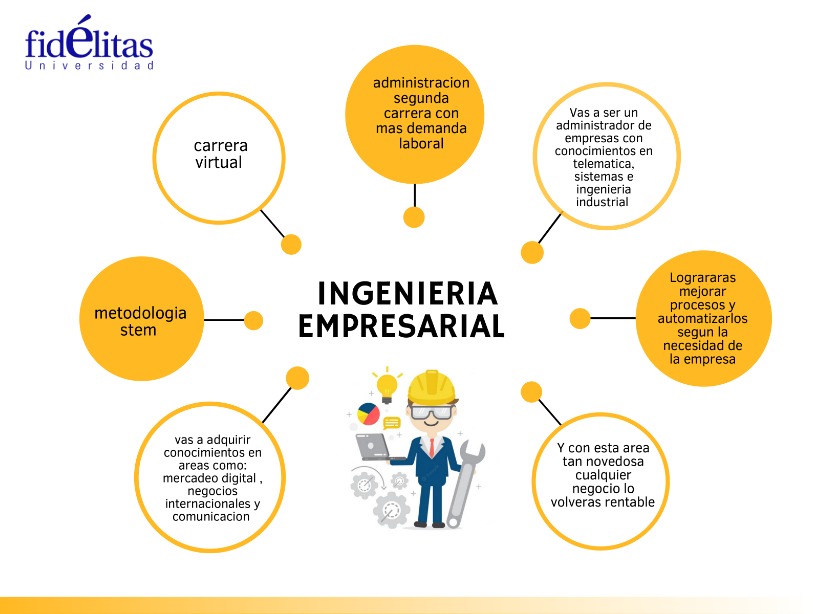 fidélitas
Universidad
administracion
segunda
carrera con
mas demanda
laboral
carrera
virtual
Vas a ser un
administrador de
empresas con
conocimientos en
telematica,
sistemas e
ingenieria
industrial
metodologia
stem
INGENIERIA
EMPRESARIAL
Lograraras
mejorar
procesos y
automatizarlos
segun la
necesidad de
la empresa
vas a adquirir
conocimientos en
areas como:
mercadeo digital ,
negocios
internacionales y
comunicacion
Y con esta area
tan novedosa
cualquier
negocio lo
volveras rentable